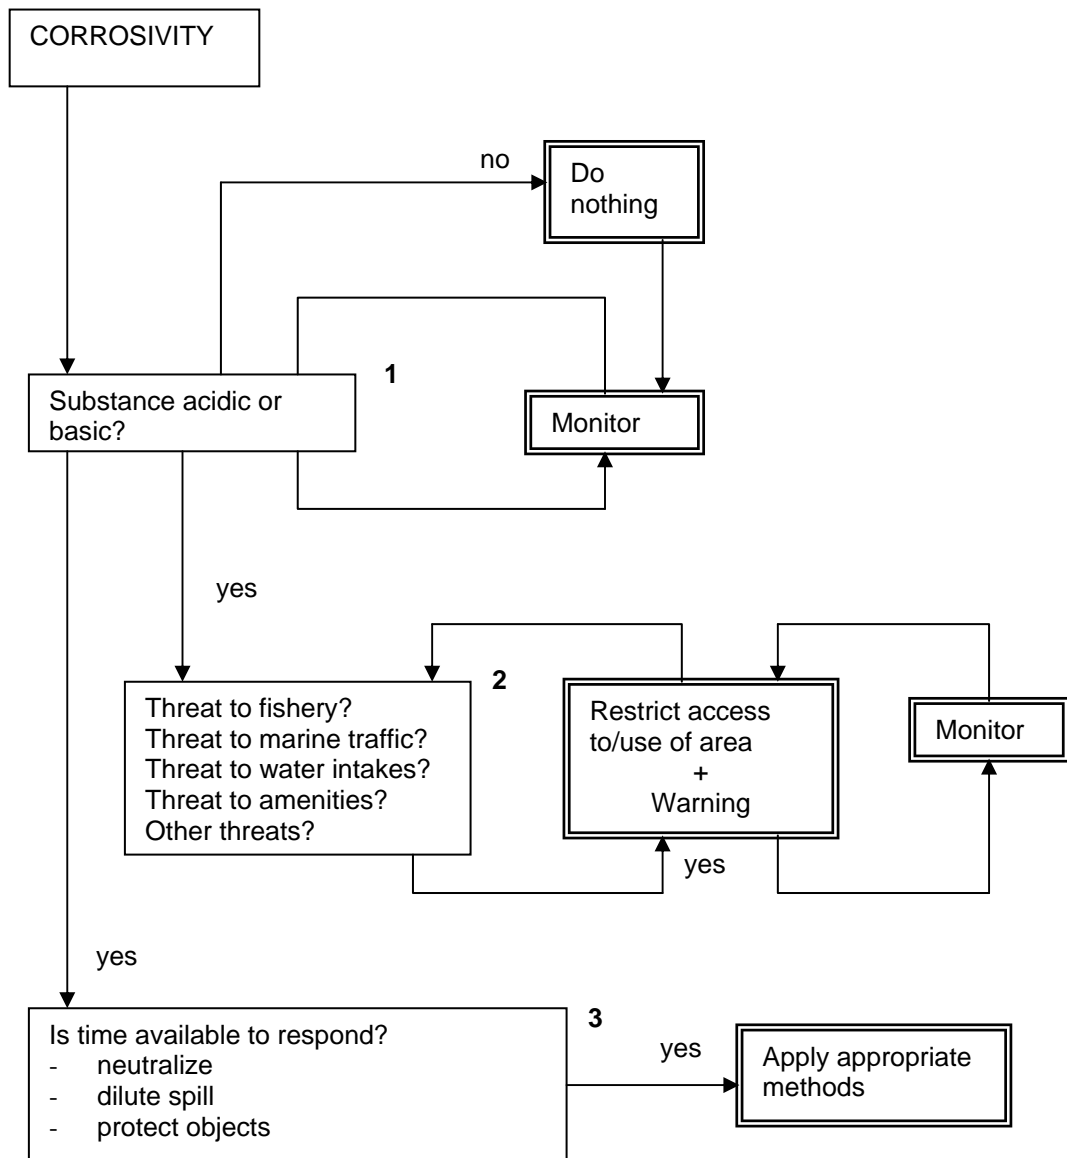 CORROSIVITY
no
Do
nothing
1
Substance acidic or
basic?
Monitor
yes
2
Threat to fishery?
Threat to marine traffic?
Threat to water intakes?
Threat to amenities?
Other threats?
Restrict access
to/use of area
+
Warning
Monitor
yes
yes
3
Is time available to respond?
- neutralize
- dilute spill
- protect objects
yes
Apply appropriate
methods